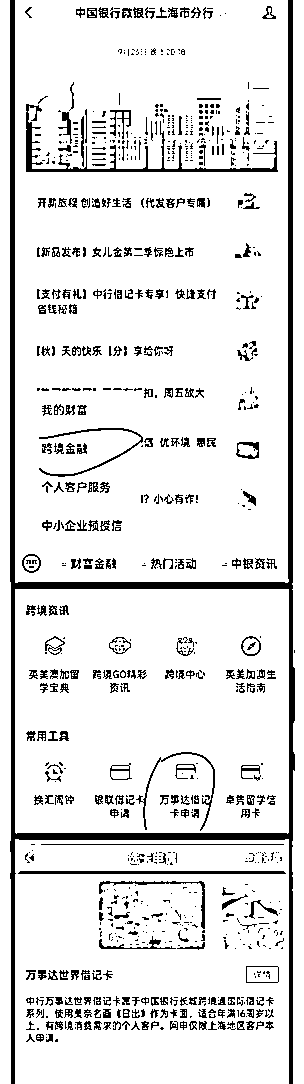 中国银行微银行上海市分行
开新旅程 创造好生活 （代发客户专属）
【新品发布】女儿金第二季惊艳上市
【支付有礼】中行借记卡专享！快捷支付
省钱秘籍
【秋】天的快乐【分】享给你呀
扣，周五放大
我的财富
跨境金融
优环境 惠民
个人客户服务
!? 小心有诈!
中小企业预授信
财富金融
热门活动
中银资讯
跨境资讯
英美澳加留
学宝典
跨境GO精彩
资讯
跨境中心
英美加澳生
活指南
常用工具
换汇闹钟
银联借记卡
申请
万事达借记
卡申请
卓隽留学信
用卡
万事达世界借记卡
详情
中行万事达世界借记卡属于中国银行长城跨境通国际借记卡
系列，使用莫奈名画《日出》作为卡面，适合年满16周岁以
上，有跨境消费需求的个人客户。网申仅限上海地区客户本
人申请。